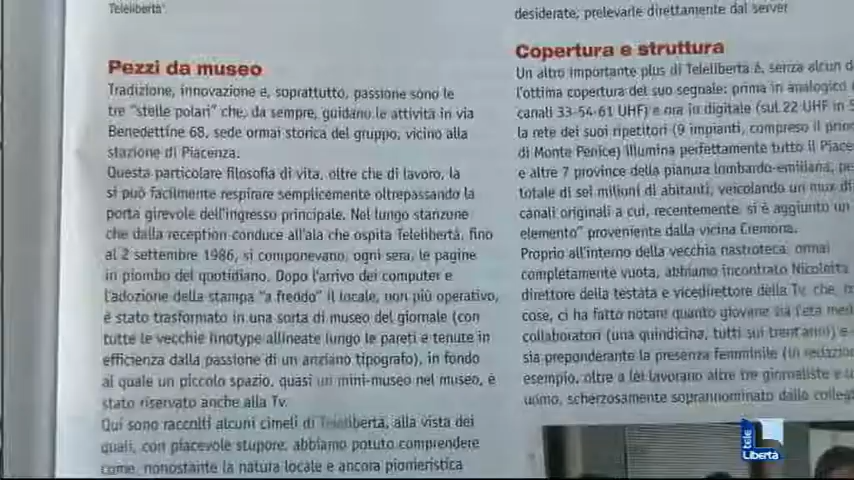 Teleliberta'
Pezzi da museo
Tradizione, innovazione e, soprattutto, passione sono le
tre "stelle polari" che, da sempre, guidano le attività in via
Benedettine 68, sede ormai storica del gruppo, vicino alla
stazione di Piacenza.
Questa particolare filosofia di vita, oltre che di lavoro, la
si può facilmente respirare semplicemente oltrepassando la
porta girevole dell'ingresso principale. Nel lungo stanzone
che dalla reception conduce all'ala che ospita Telelibertà, fino
al 2 settembre 1986, si componevano, ogni sera, le pagine
in piombo del quotidiano. Dopo l'arrivo dei computer e
l'adozione della stampa "a freddo" il locale, non più operativo,
è stato trasformato in una sorta di museo del giornale (con
tutte le vecchie linotype allineate lungo le pareti e tenute in
efficienza dalla passione di un anziano tipografo), in fondo
al quale un piccolo spazio, quasi un mini-museo nel museo, è
stato riservato anche alla Tv.
Qui sono raccolti alcuni cimeli di Telelibertà, alla vista dei
quali, con piacevole stupore, abbiamo potuto comprendere
come, nonostante la natura locale e ancora pionieristica
desiderate, prelevarle direttamente dal server
Copertura e struttura
Un altro importante plus di Telelibertà è, senza alcun
l'ottima copertura del suo segnale: prima in analogico
canali 33-54-61 UHF) e ora in digitale (sul 22 UHF in
la rete dei suoi ripetitori (9 impianti, compreso il
di Monte Penice) illumina perfettamente tutto il
e altre 7 province della pianura lombardo-emiliana,
totale di sei milioni di abitanti, veicolando un mux di
canali originali a cui, recentemente, si è aggiunto un
elemento" proveniente dalla vicina Cremona.
Proprio all'interno della vecchia nastroteca, ormai
completamente vuota, abbiamo incontrato Nicoletta
direttore della testata e vicedirettore della Tv, che,
cose, ci ha fatto notare quanto giovane sia l'età
collaboratori (una quindicina, tutti sui trent'anni) e
sia preponderante la presenza femminile (in redazione
esempio, oltre a lei lavorano altre tre giornaliste e
uomo, scherzosamente soprannominato dalle
tele
Libertà